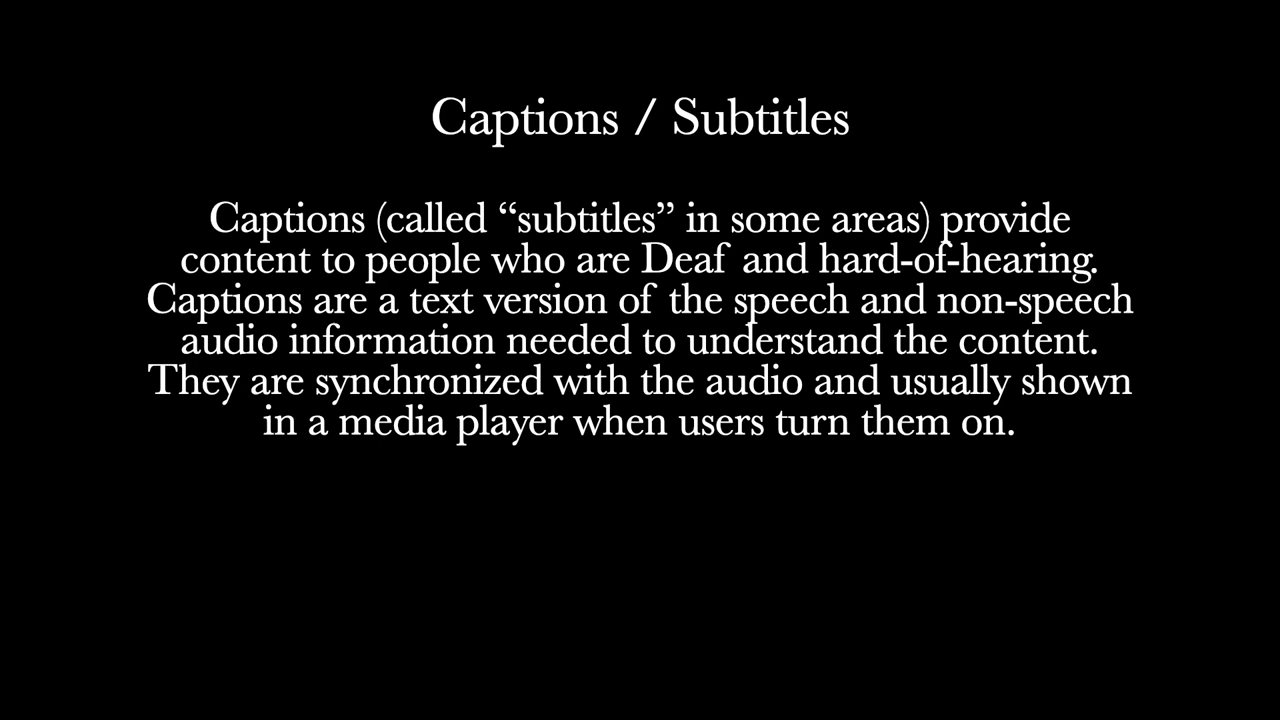 Captions / Subtitles
Captions (called “subtitles” in some areas) provide
content to people who are Deaf and hard-of-hearing.
Captions are a text version of the speech and non-speech
audio information needed to understand the content.
They are synchronized with the audio and usually shown
in a media player when users turn them on.